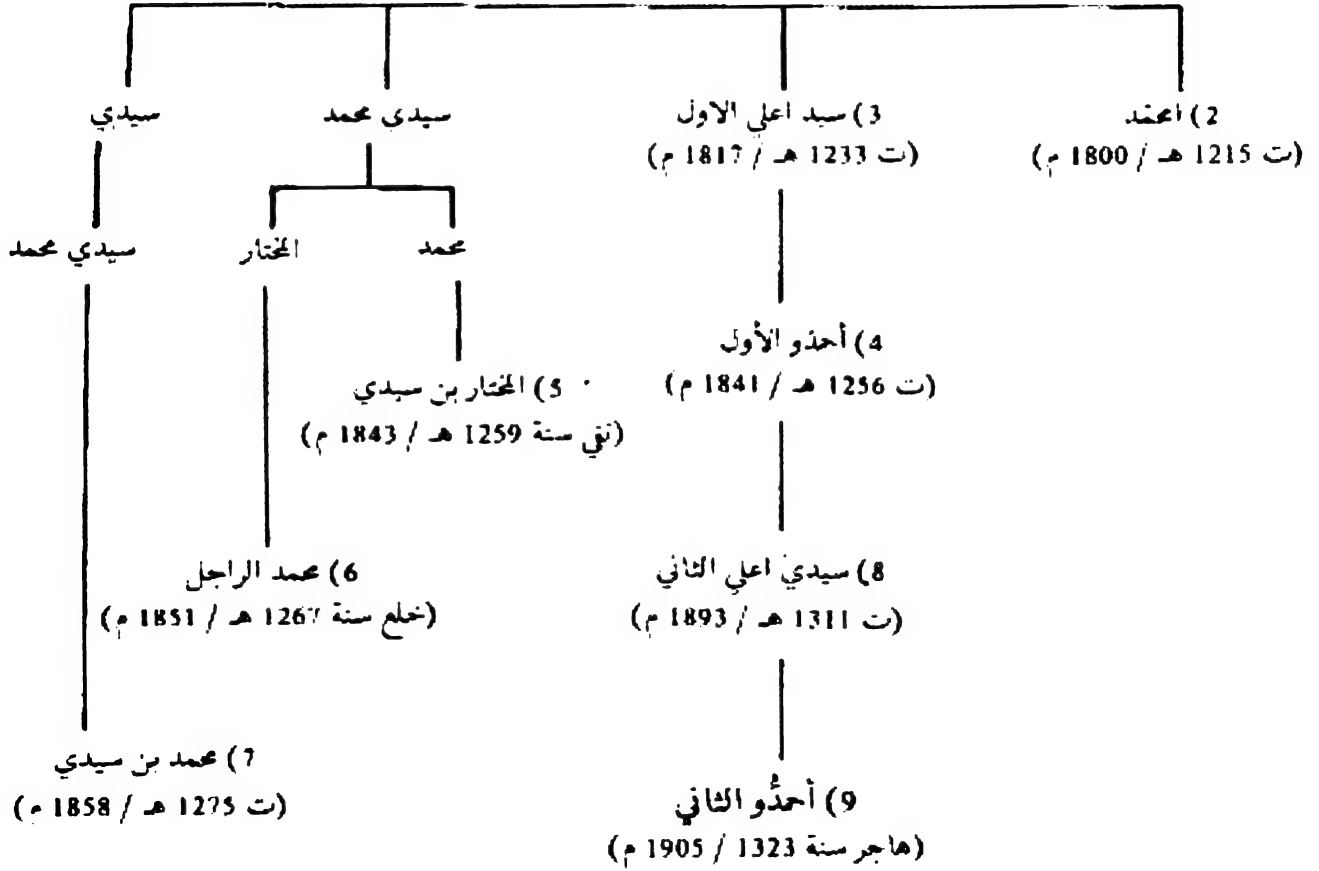 2) امحمد
(ت 1215 هـ / 1800 م)
3) سيد اعلي الاول
(ت 1233 هـ / 1817 م)
سيدي محمد
سيدي
محمد
المختار
سيدي محمد
4) أحمدو الأول
(ت 1256 هـ / 1841 م)
5) المختار بن سيدي
(نفي سنة 1259 هـ / 1843 م)
8) سيدي اعلي الثاني
(ت 1311 هـ / 1893 م)
6) محمد الراجل
(خلع سنة 1267 هـ / 1851 م)
7) محمد بن سيدي
(ت 1275 هـ / 1858 م)
9) أحمدُّو الثاني
(هاجر سنة 1323 / 1905 م)